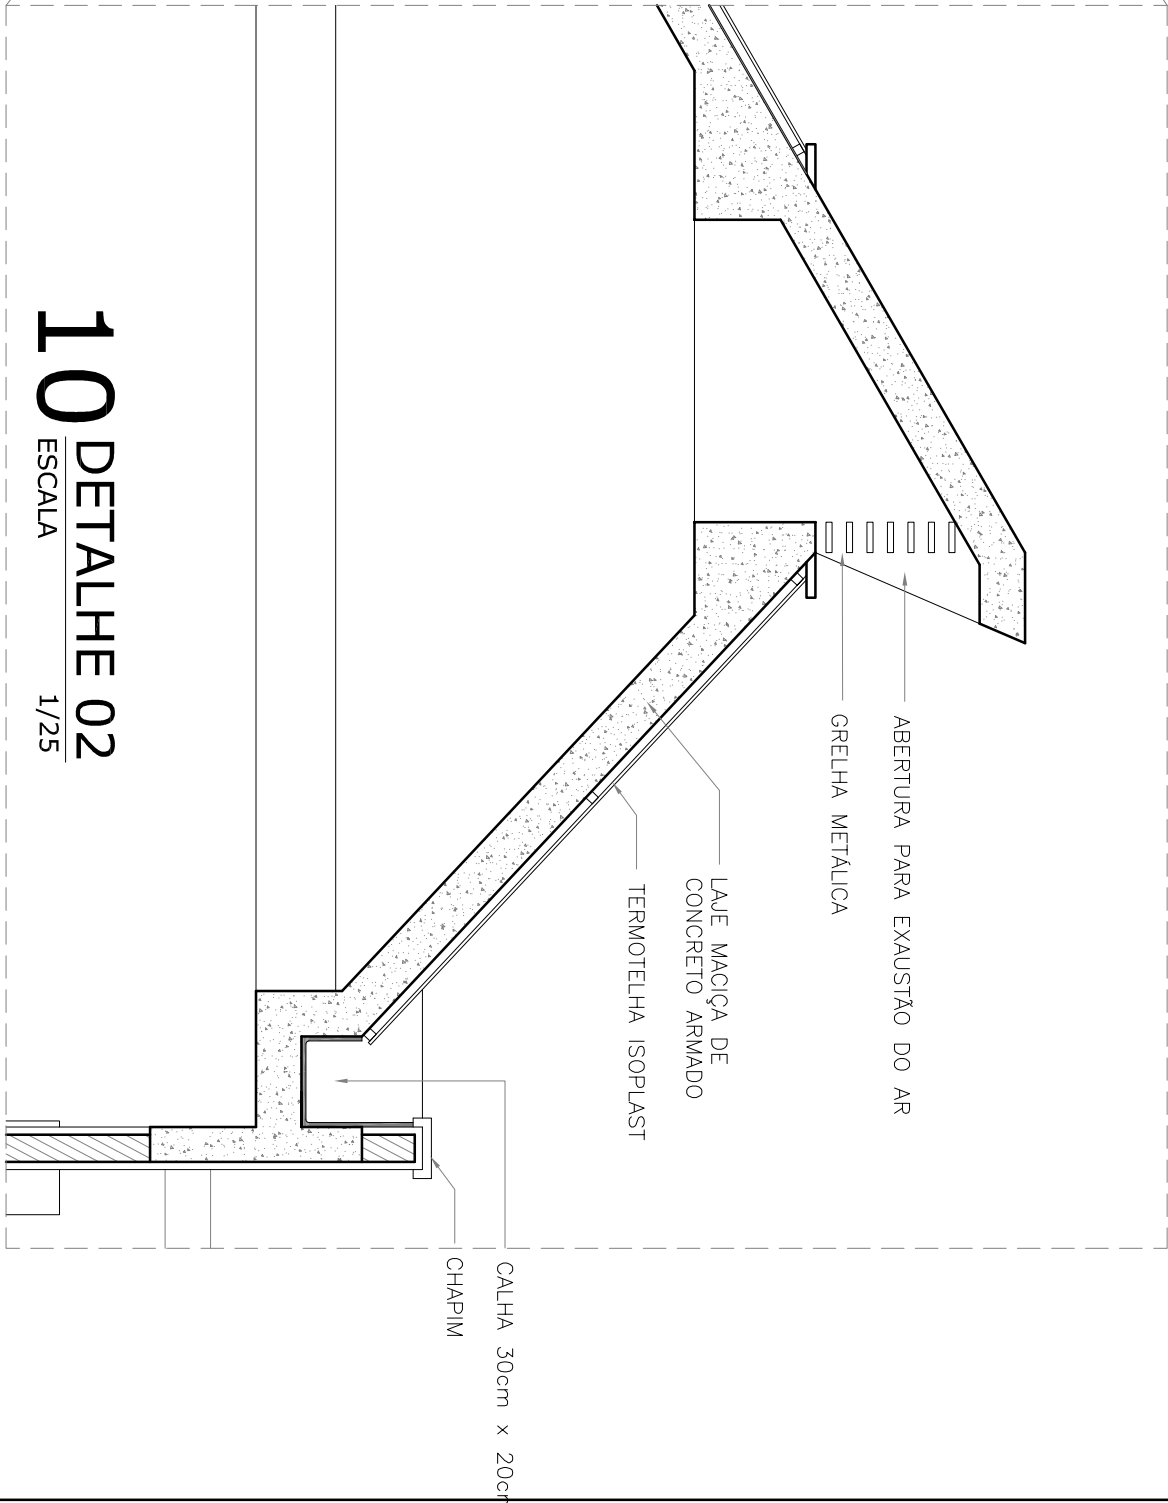 ABERTURA PARA EXAUSTÃO DO AR
GRELHA METÁLICA
LAJE MACIÇA DE
CONCRETO ARMADO
TERMOTELHA ISOPLAST
CALHA 30cm x
CHAPIM
10 DETALHE 02
ESCALA 1/25